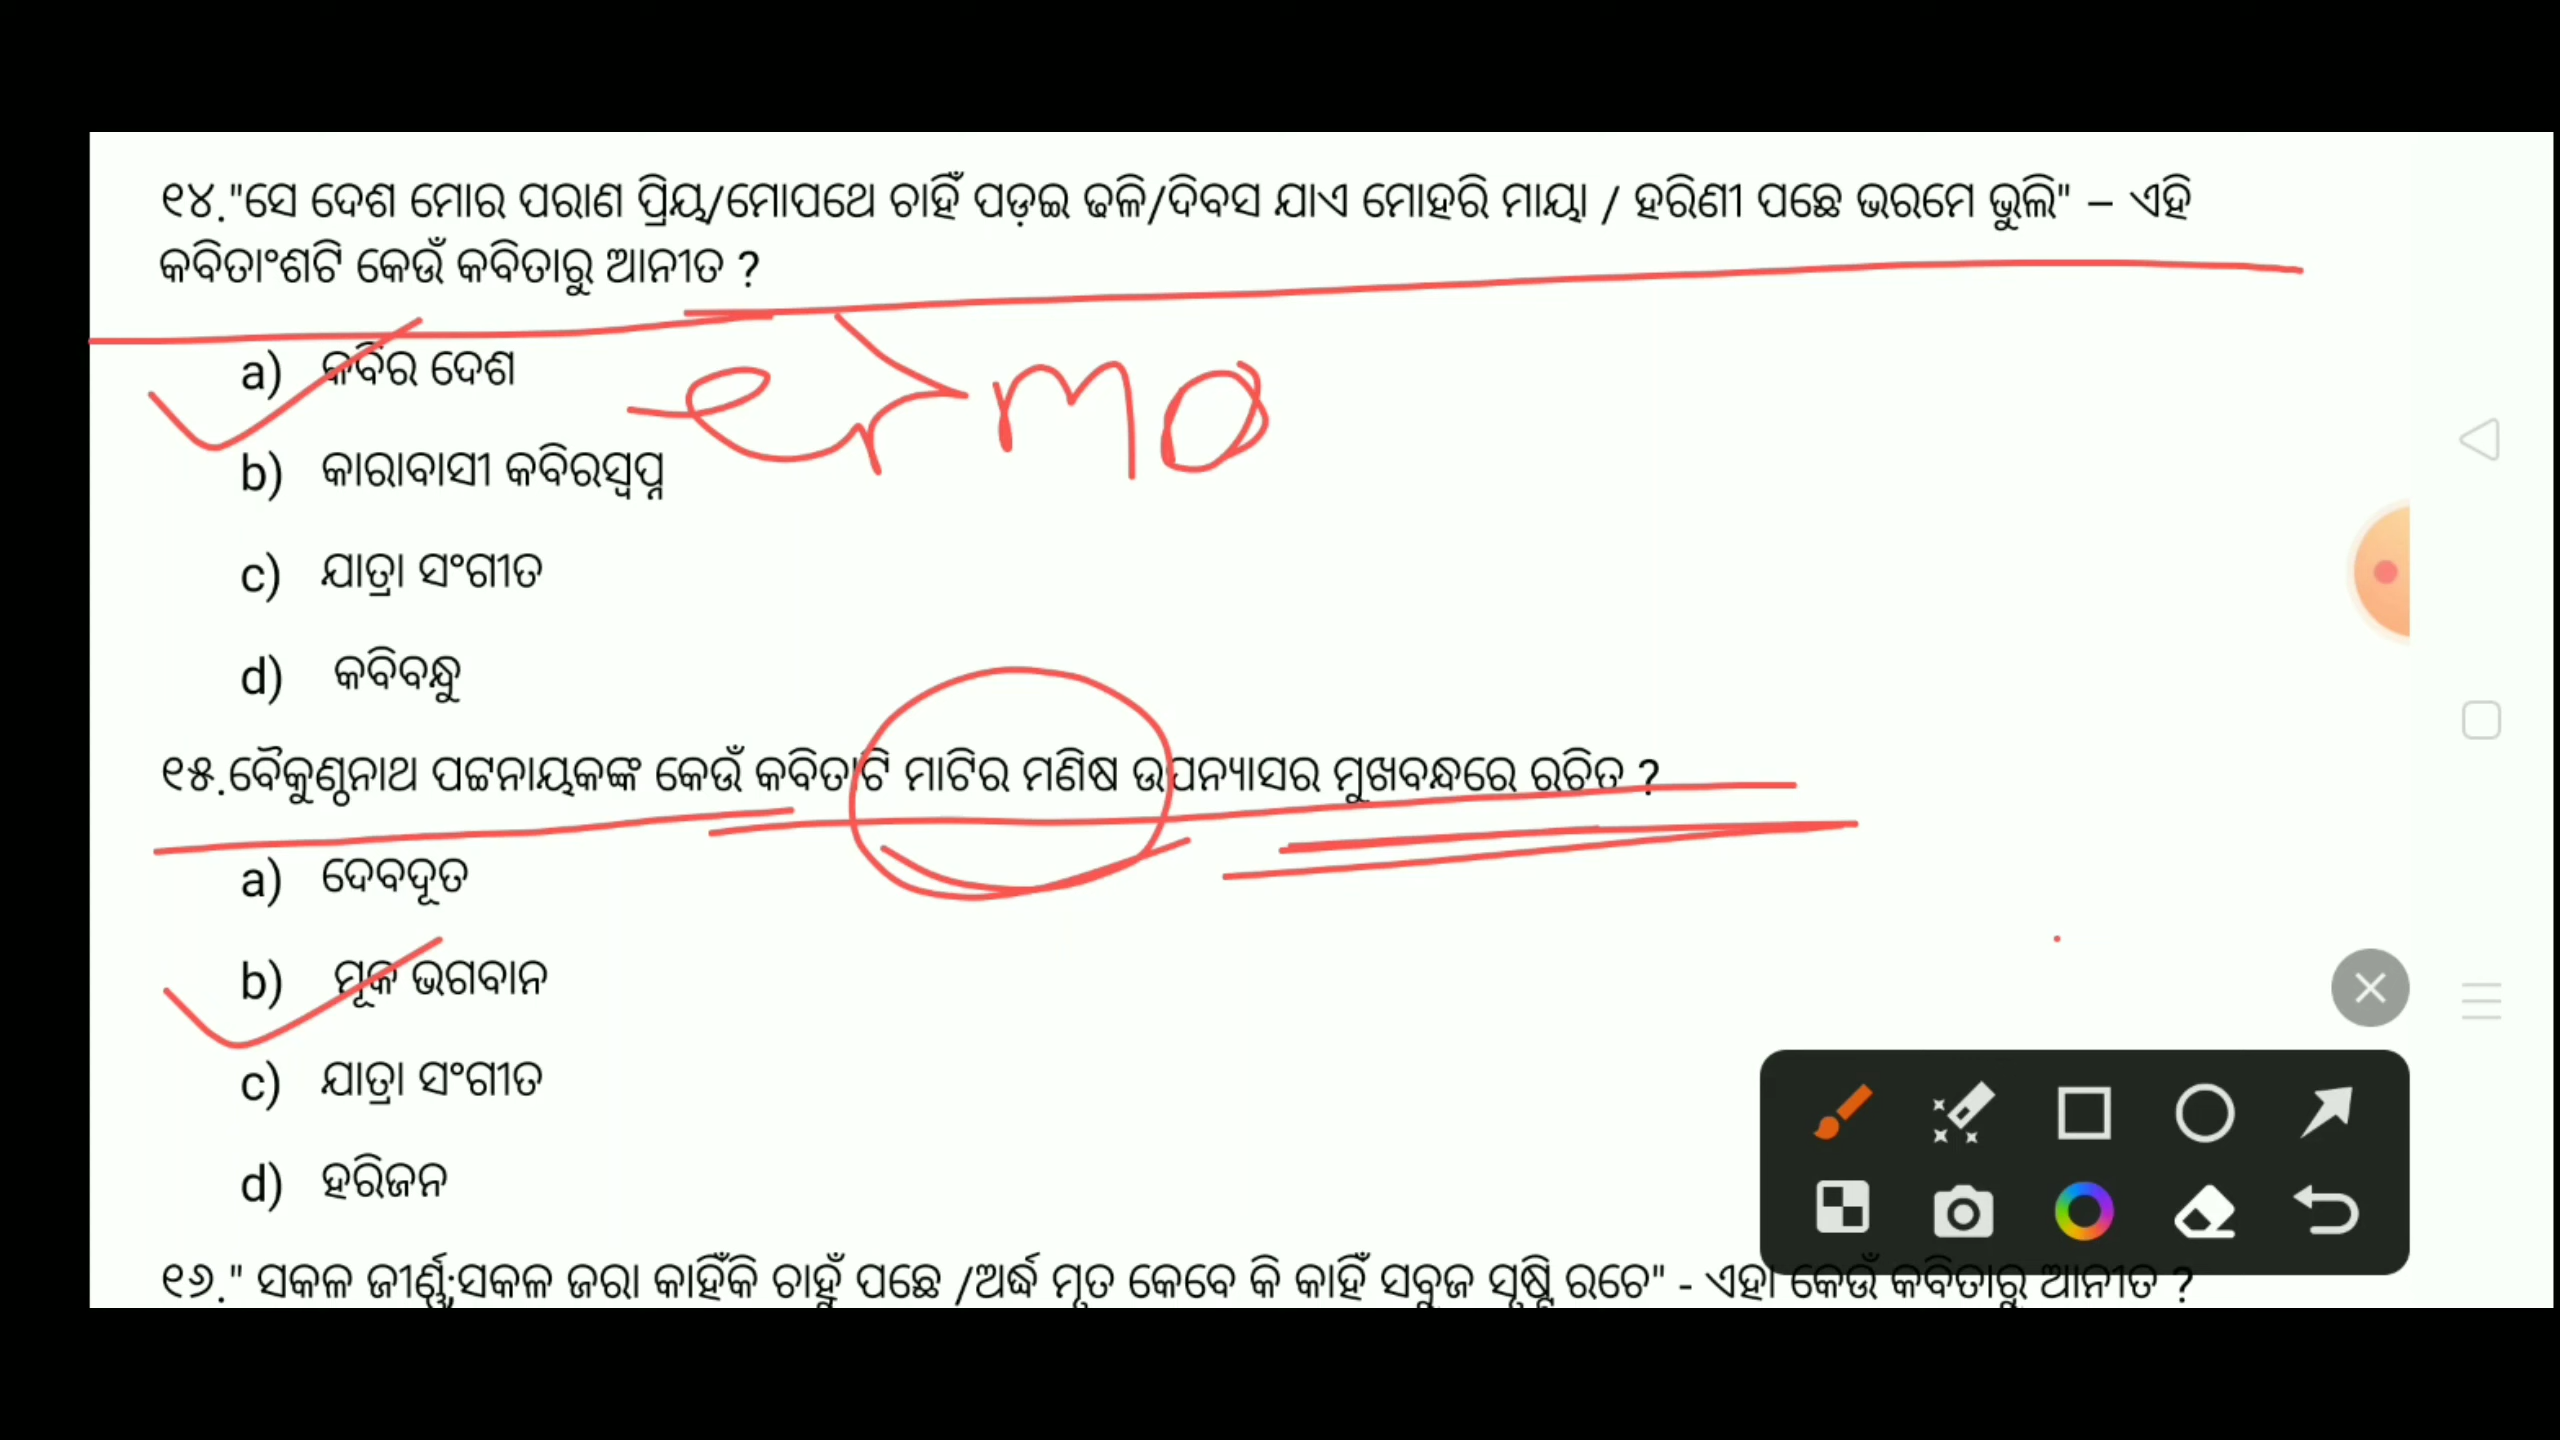 ୧୪."ସେ ଦେଶ ମୋର ପରାଣ ପ୍ରିୟ/ମୋପଥେ ଚାହିଁ ପଡ଼ଇ ଢଳି/ଦିବସ ଯାଏ ମୋହରି ମାୟା / ହରିଣୀ ପଛେ ଭରମେ ଭୁଲି" – ଏହି
କବିତାଂଶଟି କେଉଁ କବିତାରୁ ଆନୀତ ?
a) କବିର ଦେଶ
b) କାରାବାସୀ କବିରସ୍ୱପ୍ନ
c) ଯାତ୍ରା ସଂଗୀତ
d) କବିବନ୍ଧୁ
୧୫.ବୈକୁଣ୍ଠନାଥ ପଟ୍ଟନାୟକଙ୍କ କେଉଁ କବିତାଟି ମାଟିର ମଣିଷ ଉପନ୍ୟାସର ମୁଖବନ୍ଧରେ ରଚିତ ?
a) ଦେବଦୂତ
b) ମୂକ ଭଗବାନ
c) ଯାତ୍ରା ସଂଗୀତ
d) ହରିଜନ
୧୬." ସକଳ ଜୀର୍ଣ୍ଣ;ସକଳ ଜରା କାହିଁକି ଚାହୁଁ ପଛେ /ଅର୍ଦ୍ଧ ମୃତ କେବେ କି କାହିଁ ସବୁଜ ସୃଷ୍ଟି ରଚେ" - ଏହା କେଉଁ କବିତାରୁ ଆନୀତ ?